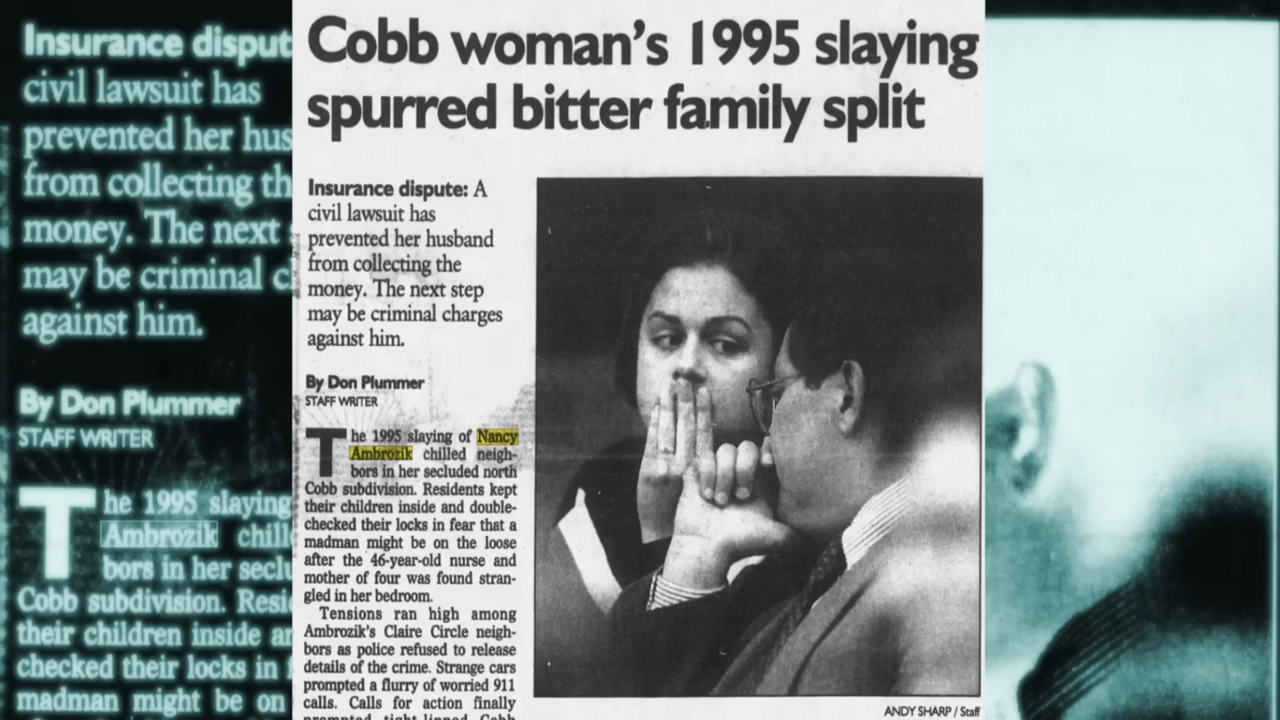 Insurance disput
civil lawsuit has
prevented her hus
from collecting th
money. The next
may be criminal c
against him.
By Don Plummer
STAFF WRITER
The 1995 slaying
Ambrozik chill
bors in her secl
Cobb subdivision. Resi
their children inside a
checked their locks in
madman might be on
Cobb woman's 1995 slaying
spurred bitter family split
Insurance dispute: A
civil lawsuit has
prevented her husband
from collecting the
money. The next step
may be criminal charges
against him.
By Don Plummer
STAFF WRITER
The 1995 slaying of Nancy
Ambrozik chilled neigh-
bors in her secluded north
Cobb subdivision. Residents kept
their children inside and double-
checked their locks in fear that a
madman might be on the loose
after the 46-year-old nurse and
mother of four was found stran-
gled in her bedroom.
Tensions ran high among
Ambrozik's Claire Circle neigh-
bors as police refused to release
details of the crime. Strange cars
prompted a flurry of worried 911
calls. Calls for action finally
prompted tight-lipped Cobb
ANDY SHARP / Staff